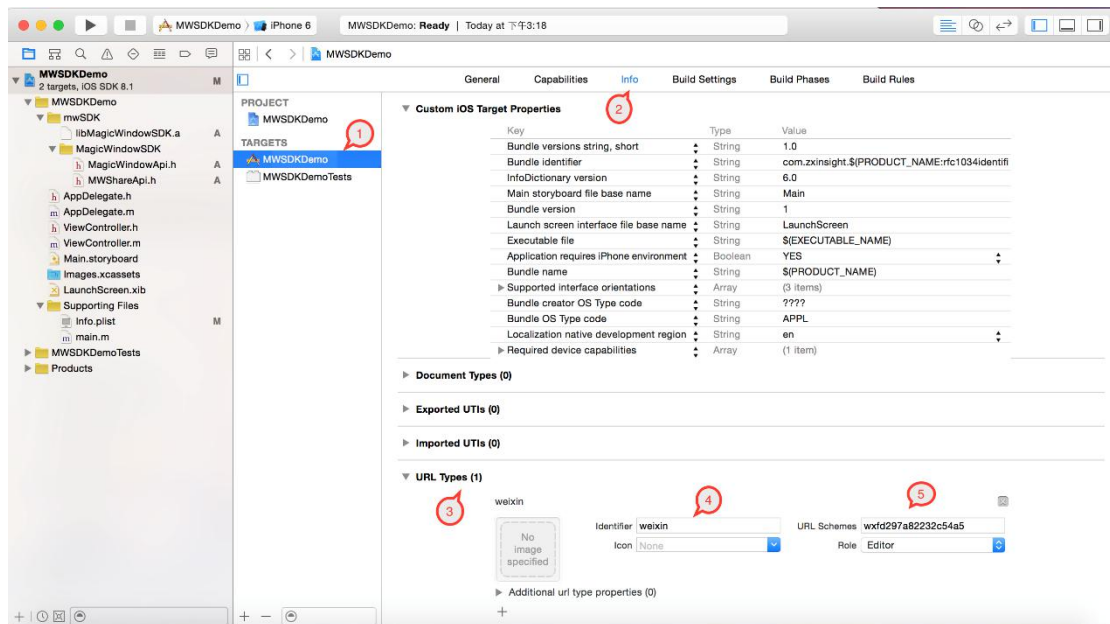 MWSDKDemo
iPhone 6
MWSDKDemo: Ready | Today at 下午3:18
MWSDKDemo
MWSDKDemo
2 targets, iOS SDK 8.1
M
MWSDKDemo
mwSDK
libMagicWindowSDK.a
A
MagicWindowSDK
MagicWindowApi.h
A
MWShareApi.h
A
AppDelegate.h
AppDelegate.m
ViewController.h
ViewController.m
Main.storyboard
Images.xcassets
LaunchScreen.xib
Supporting Files
Info.plist
M
main.m
MWSDKDemoTests
Products
PROJECT
MWSDKDemo
TARGETS
1
MWSDKDemo
MWSDKDemoTests
General Capabilities Info Build Settings Build Phases Build Rules
2
Custom iOS Target Properties
Key Type Value
Bundle versions string, short String 1.0
Bundle identifier String com.zxinsight.$(PRODUCT_NAME:rfc1034identifi
InfoDictionary version String 6.0
Main storyboard file base name String Main
Bundle version String 1
Launch screen interface file base name String LaunchScreen
Executable file String $(EXECUTABLE_NAME)
Application requires iPhone environment Boolean YES
Bundle name String $(PRODUCT_NAME)
Supported interface orientations Array (3 items)
Bundle creator OS Type code String ????
Bundle OS Type code String APPL
Localization native development region String en
Required device capabilities Array (1 item)
Document Types (0)
Exported UTIs (0)
Imported UTIs (0)
URL Types (1)
3
weixin
4
5
No
image
specified
Identifier weixin
URL Schemes wxfd297a82232c54a5
Icon None
Role Editor
Additional url type properties (0)